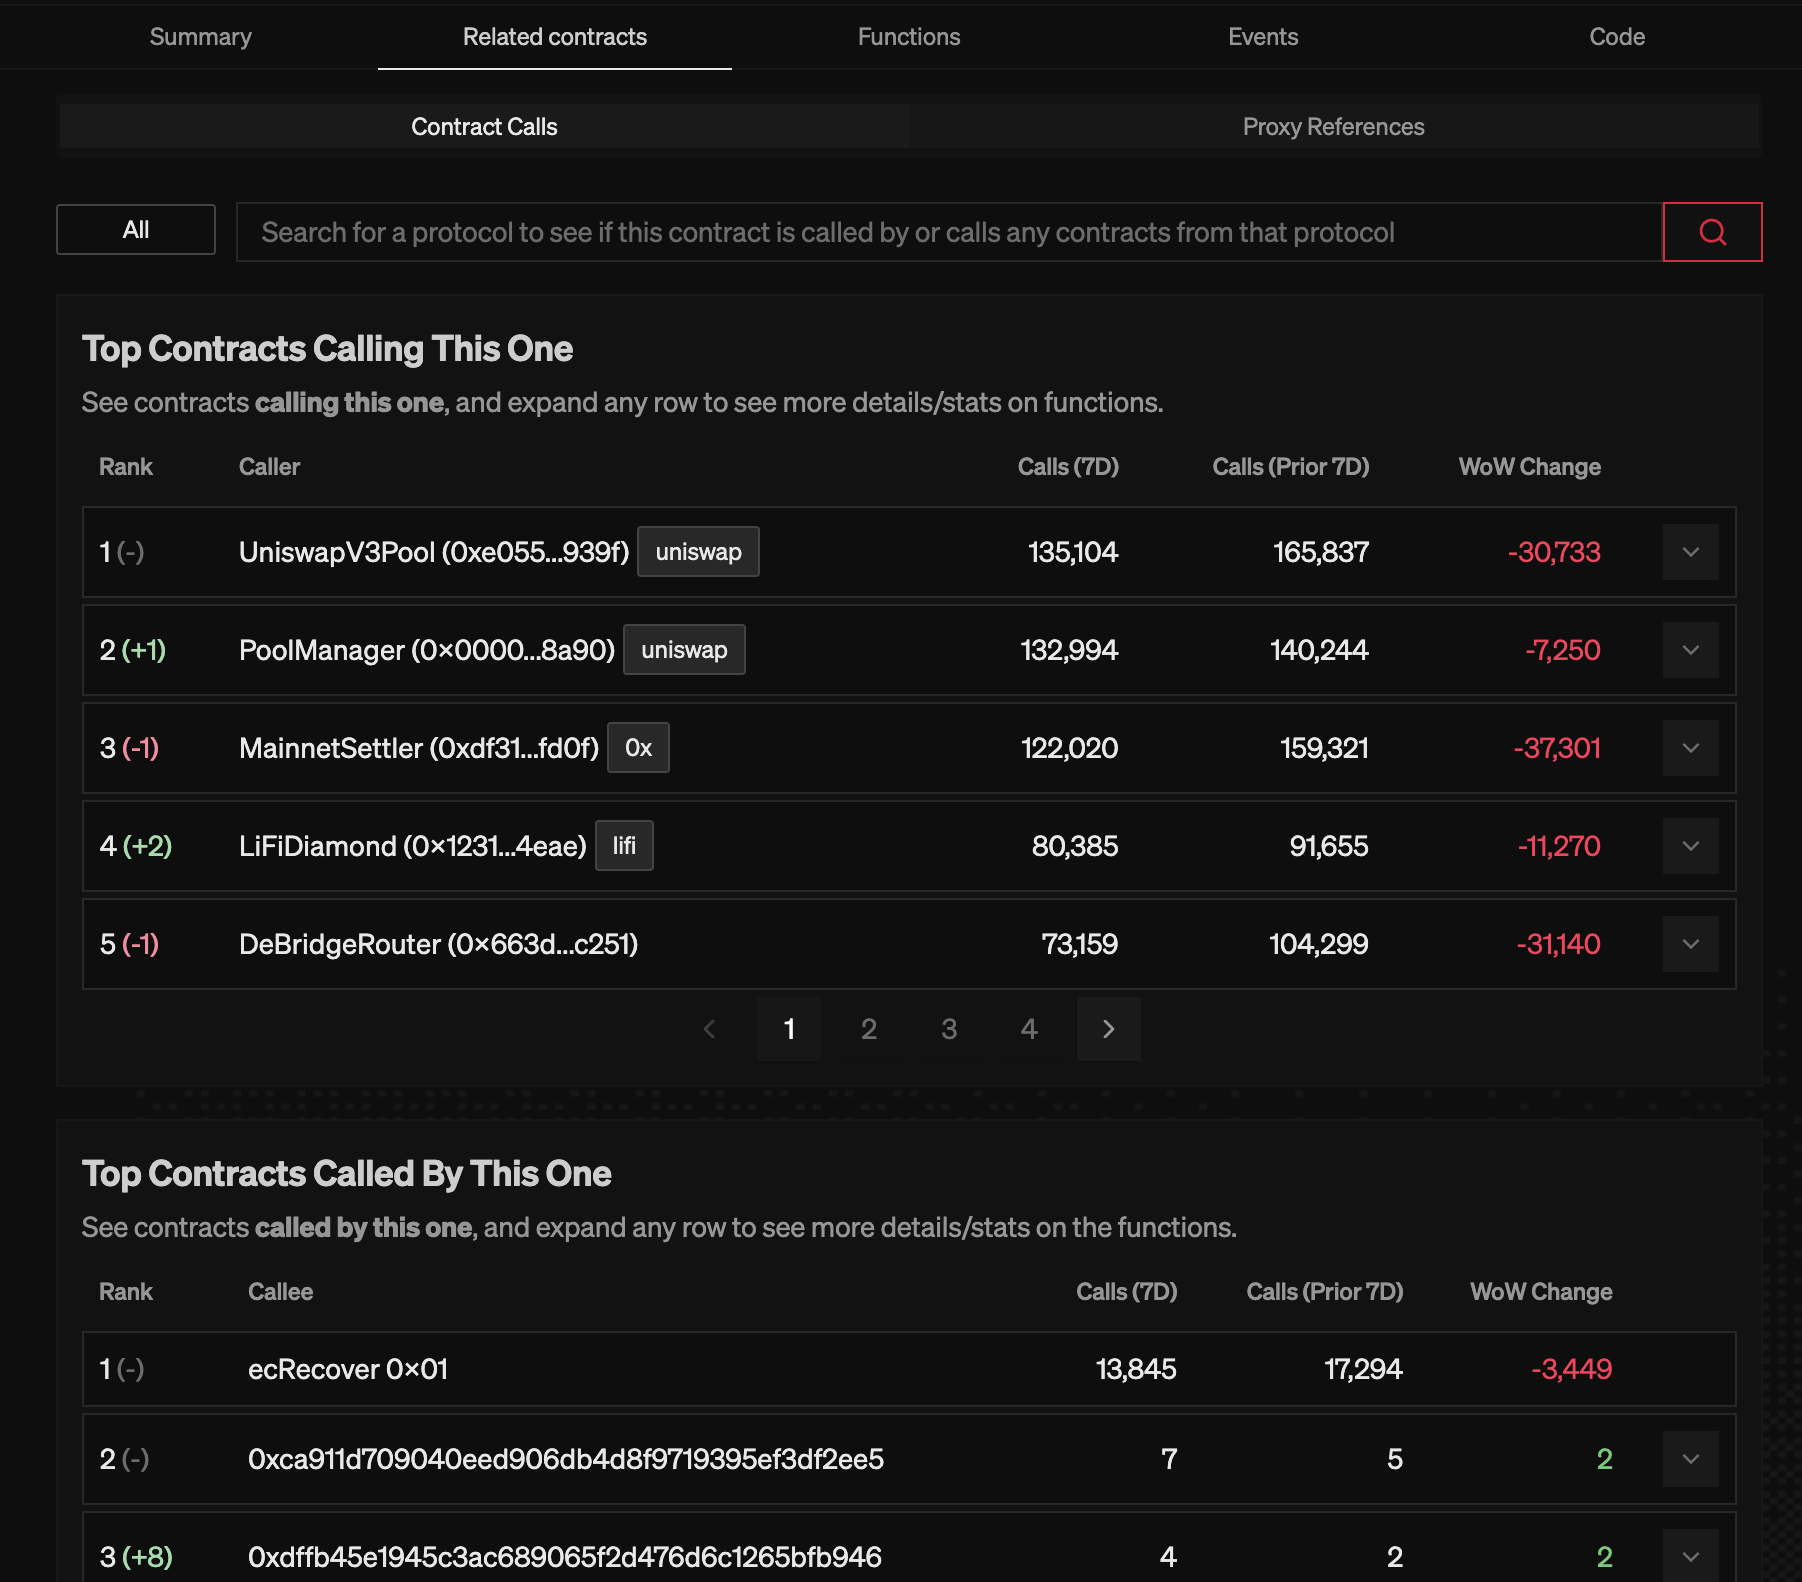 Summary Related contracts Functions Events Code
Contract Calls Proxy References
All Search for a protocol to see if this contract is called by or calls any contracts from that protocol
Top Contracts Calling This One
See contracts calling this one, and expand any row to see more details/stats on functions.
Rank Caller Calls (7D) Calls (Prior 7D) WoW Change
1 (-) UniswapV3Pool (0xe055...939f) uniswap 135,104 165,837 -30,733
2 (+1) PoolManager (0x0000...8a90) uniswap 132,994 140,244 -7,250
3 (-1) MainnetSettler (0xdf31...fd0f) 0x 122,020 159,321 -37,301
4 (+2) LiFiDiamond (0x1231...4eae) lifi 80,385 91,655 -11,270
5 (-1) DeBridgeRouter (0x663d...c251) 73,159 104,299 -31,140
1 2 3 4
Top Contracts Called By This One
See contracts called by this one, and expand any row to see more details/stats on the functions.
Rank Callee Calls (7D) Calls (Prior 7D) WoW Change
1 (-) ecRecover 0x01 13,845 17,294 -3,449
2 (-) 0xca911d709040eed906db4d8f9719395ef3df2ee5 7 5 2
3 (+8) 0xdffb45e1945c3ac689065f2d476d6c1265bfb946 4 2 2